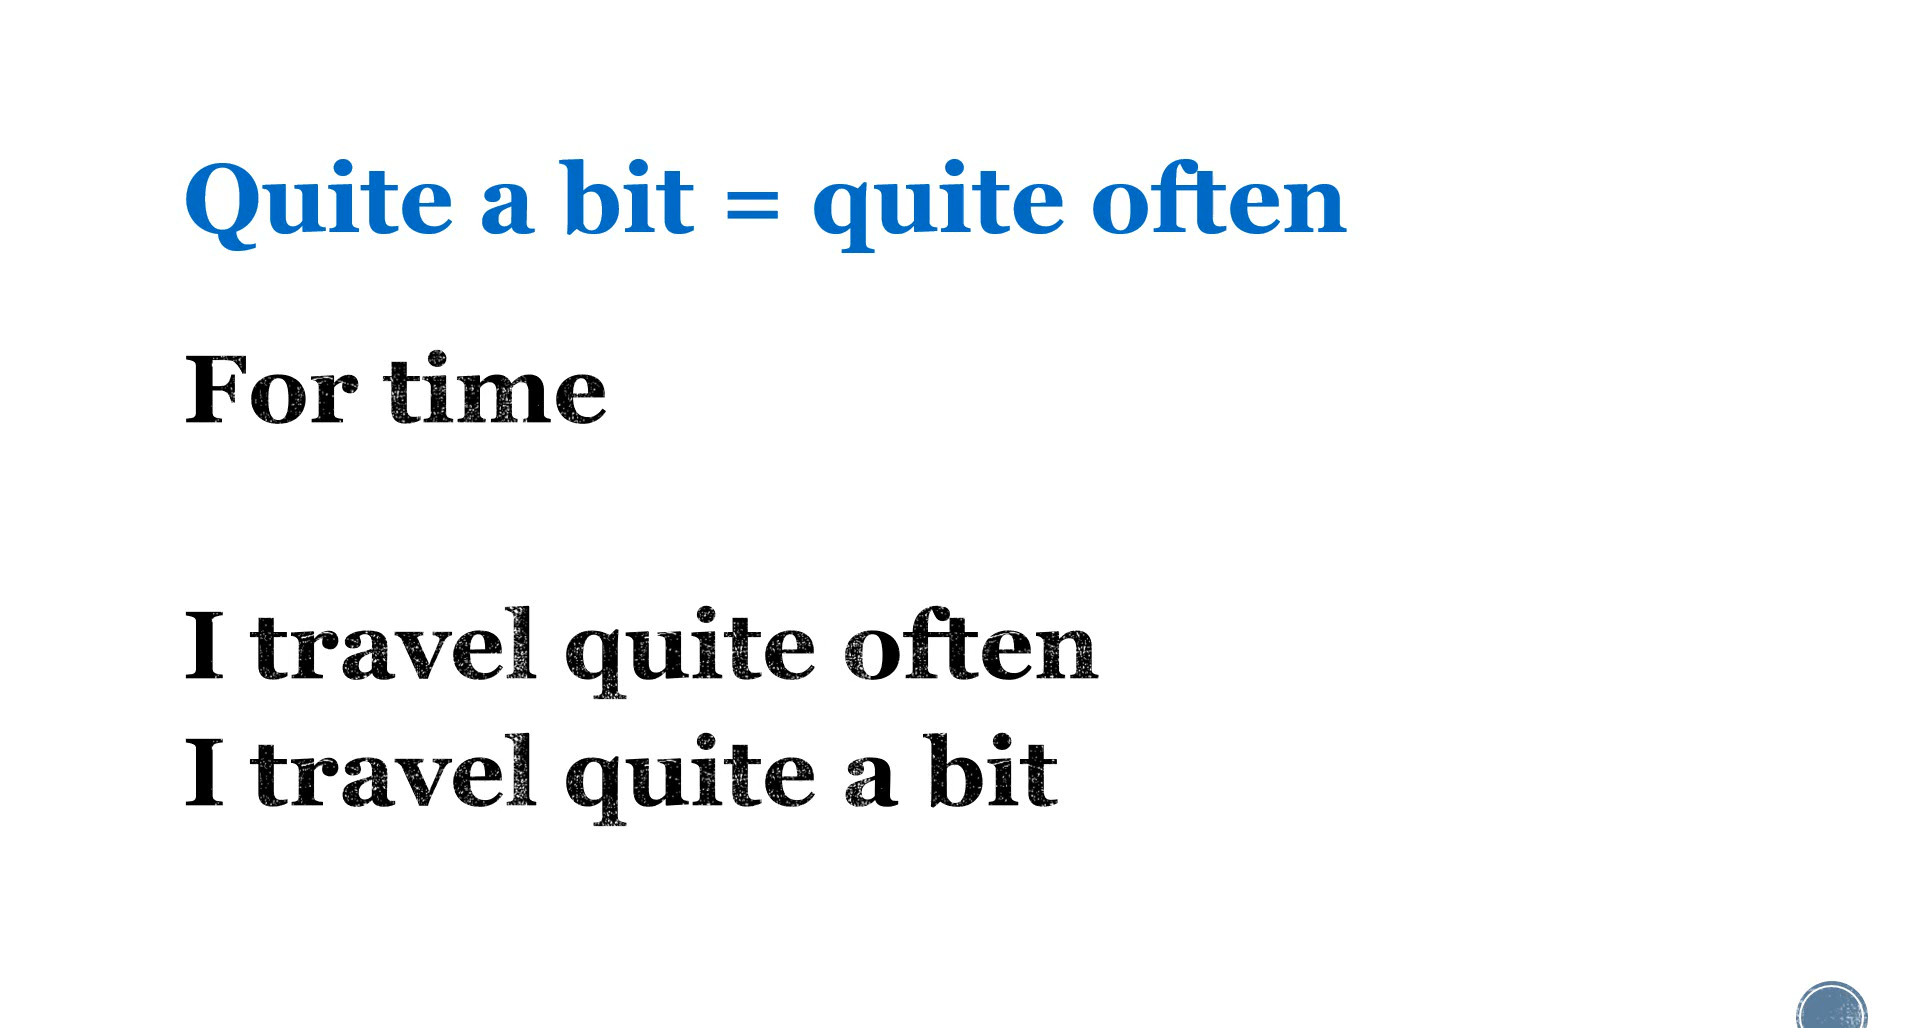 Quite a bit = quite often
For time
I travel quite often
I travel quite a bit